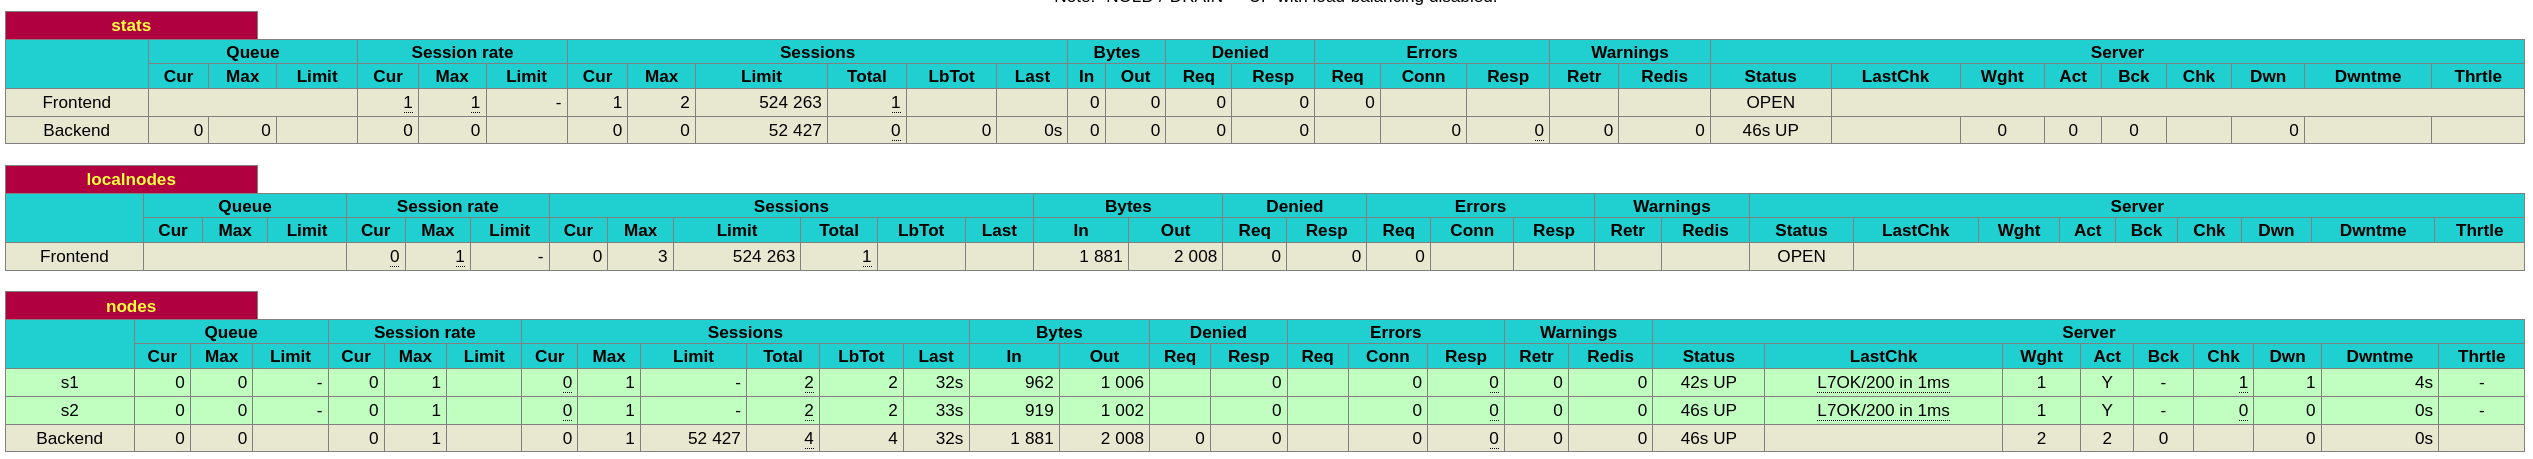 Note: "NOLB"/"DRAIN" = UP with load-balancing disabled.
stats
Queue Session rate Sessions Bytes Denied Errors Warnings Server
Cur Max Limit Cur Max Limit Cur Max Limit Total LbTot Last In Out Req Resp Req Conn Resp Retr Redis Status LastChk Wght Act Bck Chk Dwn Dwntme Thrtle
Frontend 1 1 - 1 2 524 263 1 0 0 0 0 0 OPEN
Backend 0 0 0 0 0 0 52 427 0 0 0s 0 0 0 0 0 0 0 0 46s UP 0 0 0 0
localnodes
Queue Session rate Sessions Bytes Denied Errors Warnings Server
Cur Max Limit Cur Max Limit Cur Max Limit Total LbTot Last In Out Req Resp Req Conn Resp Retr Redis Status LastChk Wght Act Bck Chk Dwn Dwntme Thrtle
Frontend 0 1 - 0 3 524 263 1 1 881 2 008 0 0 0 OPEN
nodes
Queue Session rate Sessions Bytes Denied Errors Warnings Server
Cur Max Limit Cur Max Limit Cur Max Limit Total LbTot Last In Out Req Resp Req Conn Resp Retr Redis Status LastChk Wght Act Bck Chk Dwn Dwntme Thrtle
s1 0 0 - 0 1 0 1 - 2 2 32s 962 1 006 0 0 0 0 0 42s UP L7OK/200 in 1ms 1 Y - 1 1 4s -
s2 0 0 - 0 1 0 1 - 2 2 33s 919 1 002 0 0 0 0 0 46s UP L7OK/200 in 1ms 1 Y - 0 0 0s -
Backend 0 0 0 1 0 1 52 427 4 4 32s 1 881 2 008 0 0 0 0 0 0 46s UP 2 2 0 0 0s